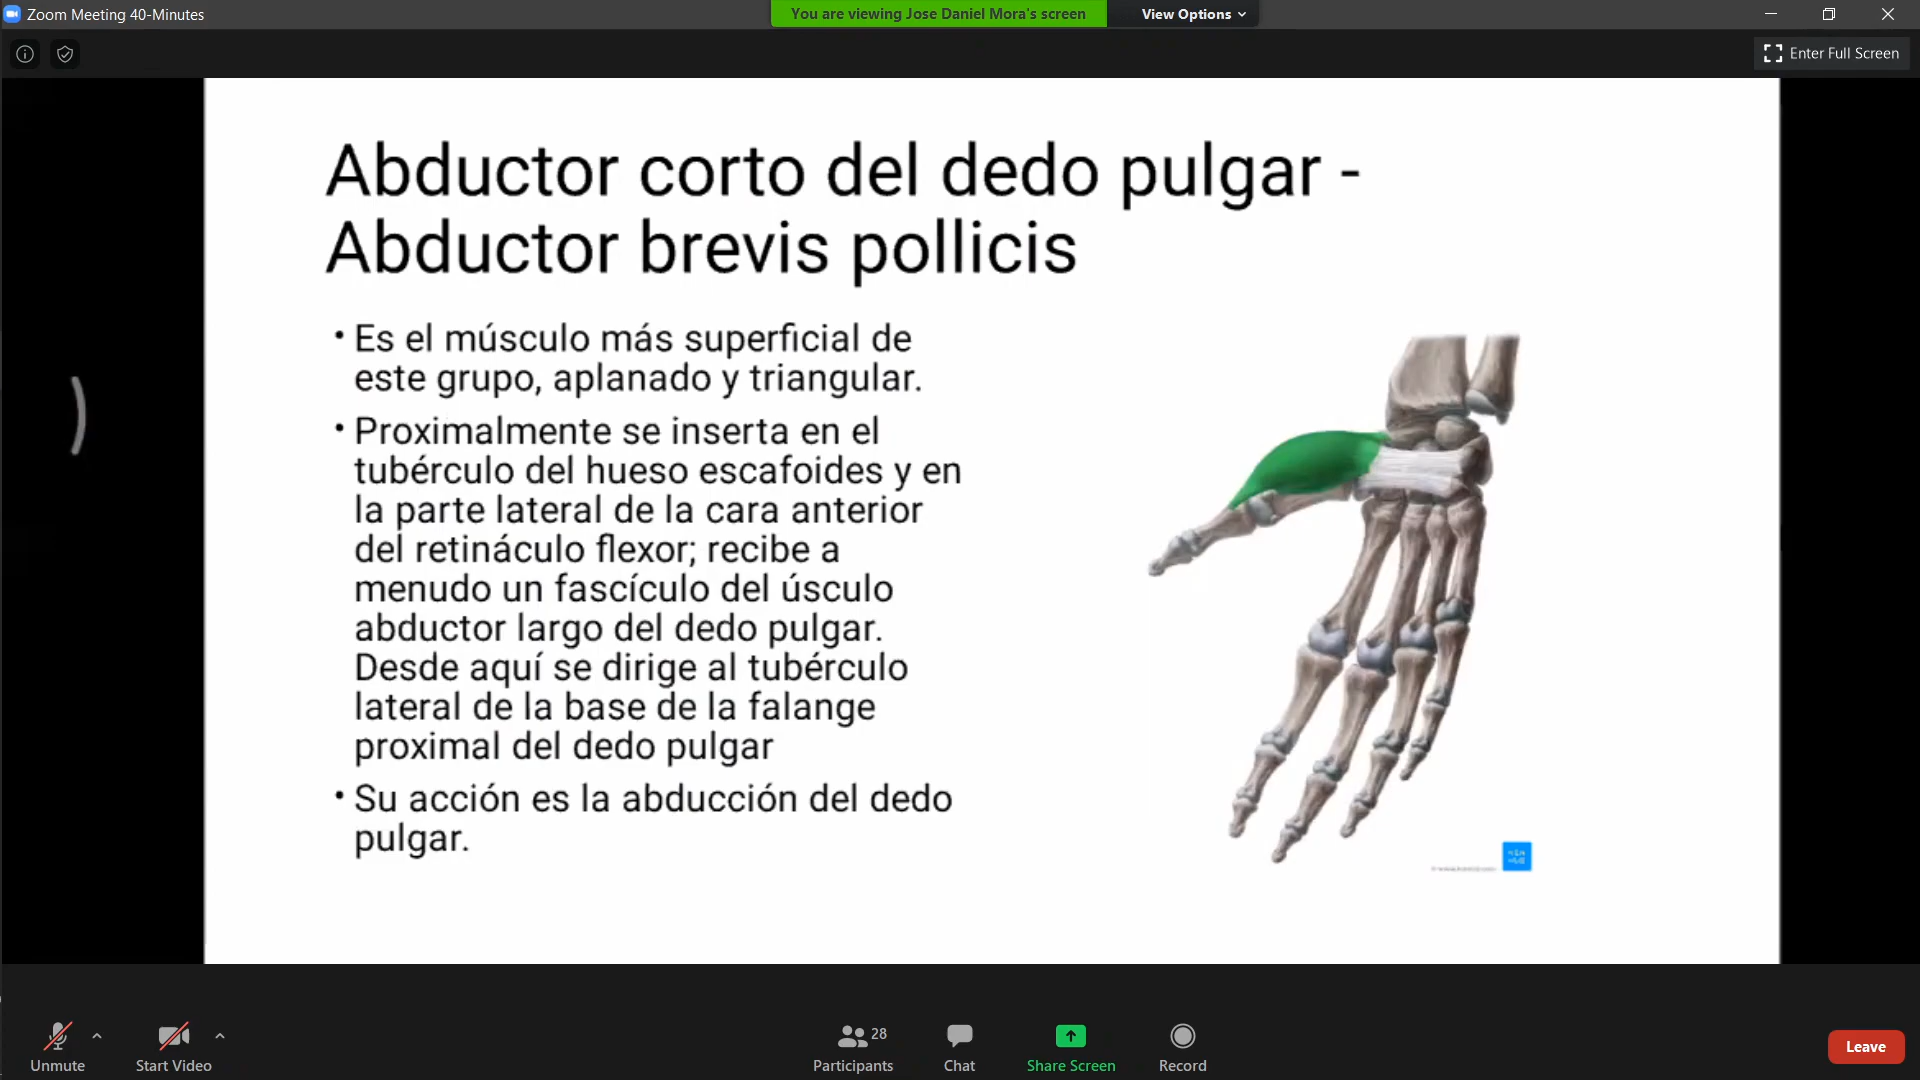 Zoom Meeting 40-Minutes
You are viewing Jose Daniel Mora's screen
View Options
Enter Full Screen
Abductor corto del dedo pulgar -
Abductor brevis pollicis
• Es el músculo más superficial de
este grupo, aplanado y triangular.
• Proximalmente se inserta en el
tubérculo del hueso escafoides y en
la parte lateral de la cara anterior
del retináculo flexor; recibe a
menudo un fascículo del úsculo
abductor largo del dedo pulgar.
Desde aquí se dirige al tubérculo
lateral de la base de la falange
proximal del dedo pulgar
• Su acción es la abducción del dedo
pulgar.
Unmute
Start Video
28
Participants
Chat
Share Screen
Record
Leave